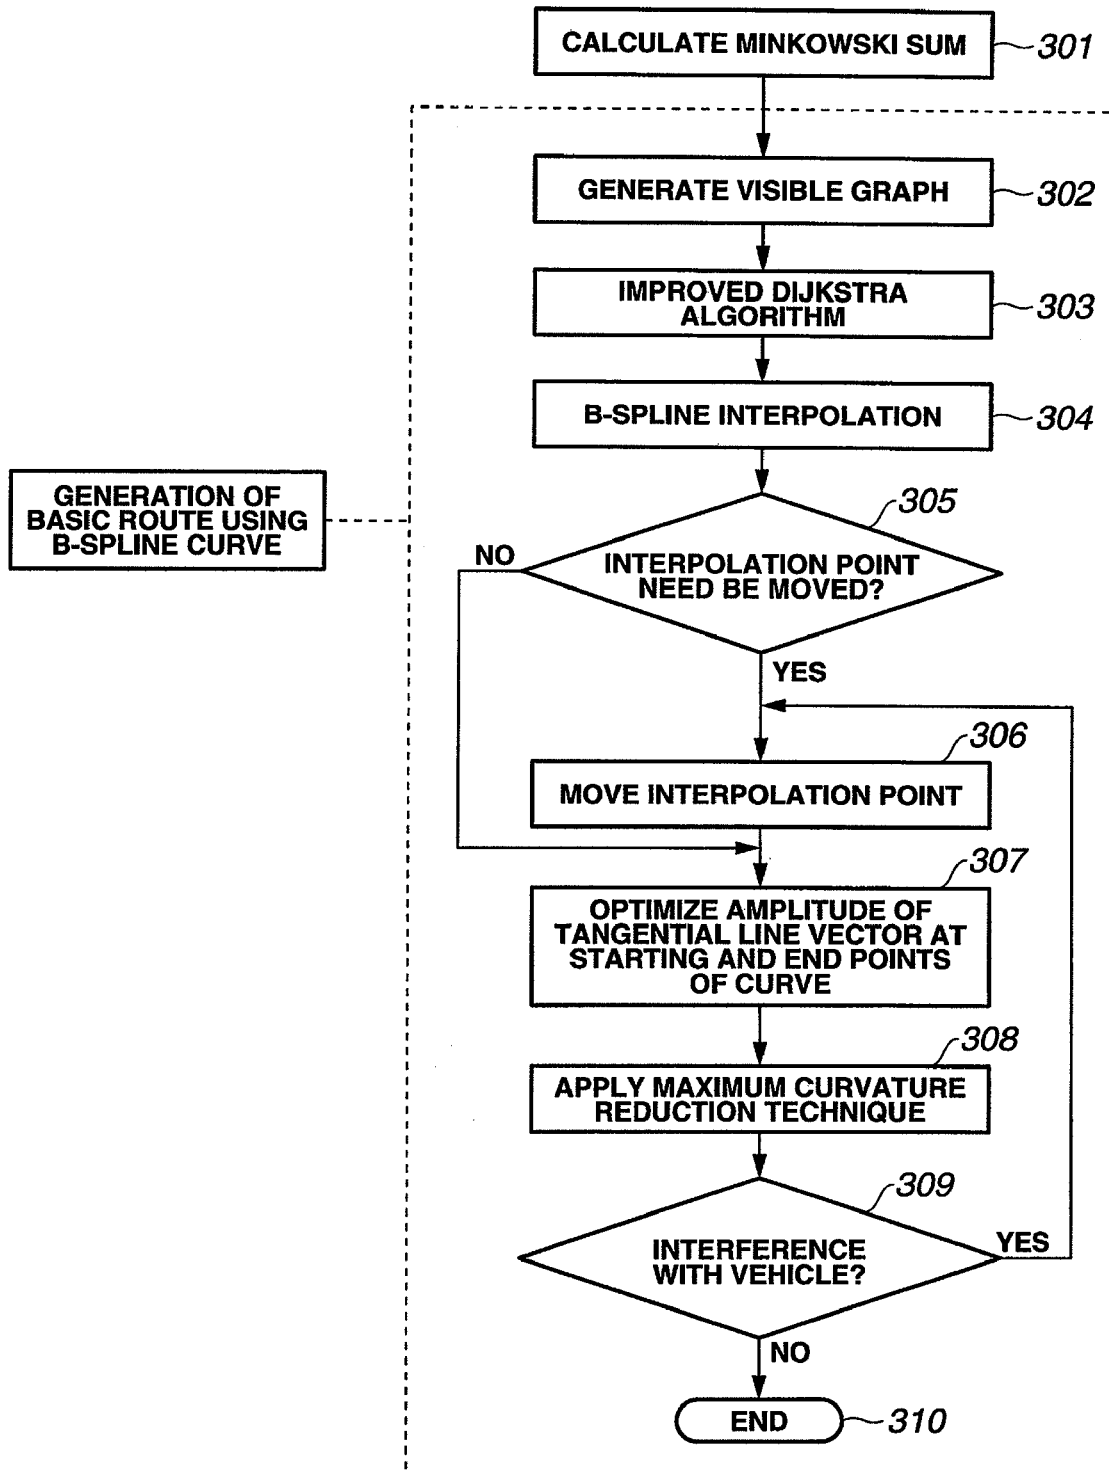 CALCULATE MINKOWSKI SUM
301
GENERATE VISIBLE GRAPH
302
IMPROVED DIJKSTRA
ALGORITHM
303
B-SPLINE INTERPOLATION
304
GENERATION OF
BASIC ROUTE USING
B-SPLINE CURVE
305
NO
INTERPOLATION POINT
NEED BE MOVED?
YES
306
MOVE INTERPOLATION POINT
307
OPTIMIZE AMPLITUDE OF
TANGENTIAL LINE VECTOR AT
STARTING AND END POINTS
OF CURVE
308
APPLY MAXIMUM CURVATURE
REDUCTION TECHNIQUE
309
INTERFERENCE
WITH VEHICLE?
YES
NO
END
310